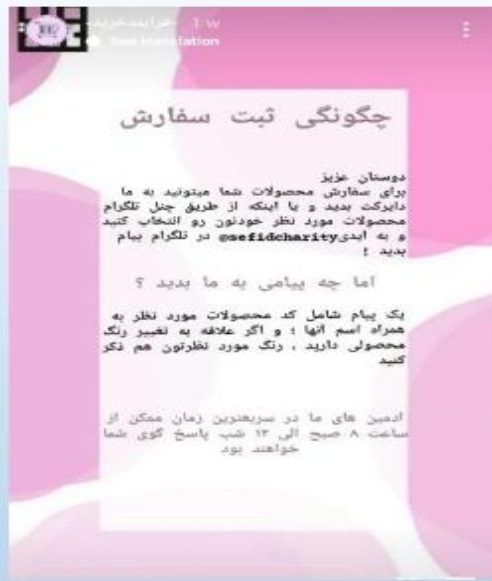 -فرآیند خرید- 1 w
See translation
چگونگی ثبت سفارش
دوستان عزیز
برای سفارش محصولات شما میتونید به ما
دایرکت بدید و یا اینکه از طریق چنل تلگرام
محصولات مورد نظر خودتون رو انتخاب کنید
و به ایدی@sefidcharity در تلگرام پیام
بدید !
اما چه پیامی به ما بدید ؟
یک پیام شامل کد محصولات مورد نظر به
همراه اسم آنها ؛ و اگر علاقه به تغییر رنگ
محصولی دارید ، رنگ مورد نظرتون هم ذکر
کنید
ادمین های ما در سریعترین زمان ممکن از
ساعت ۸ صبح الی ۱۲ شب پاسخ گوی شما
خواهند بود